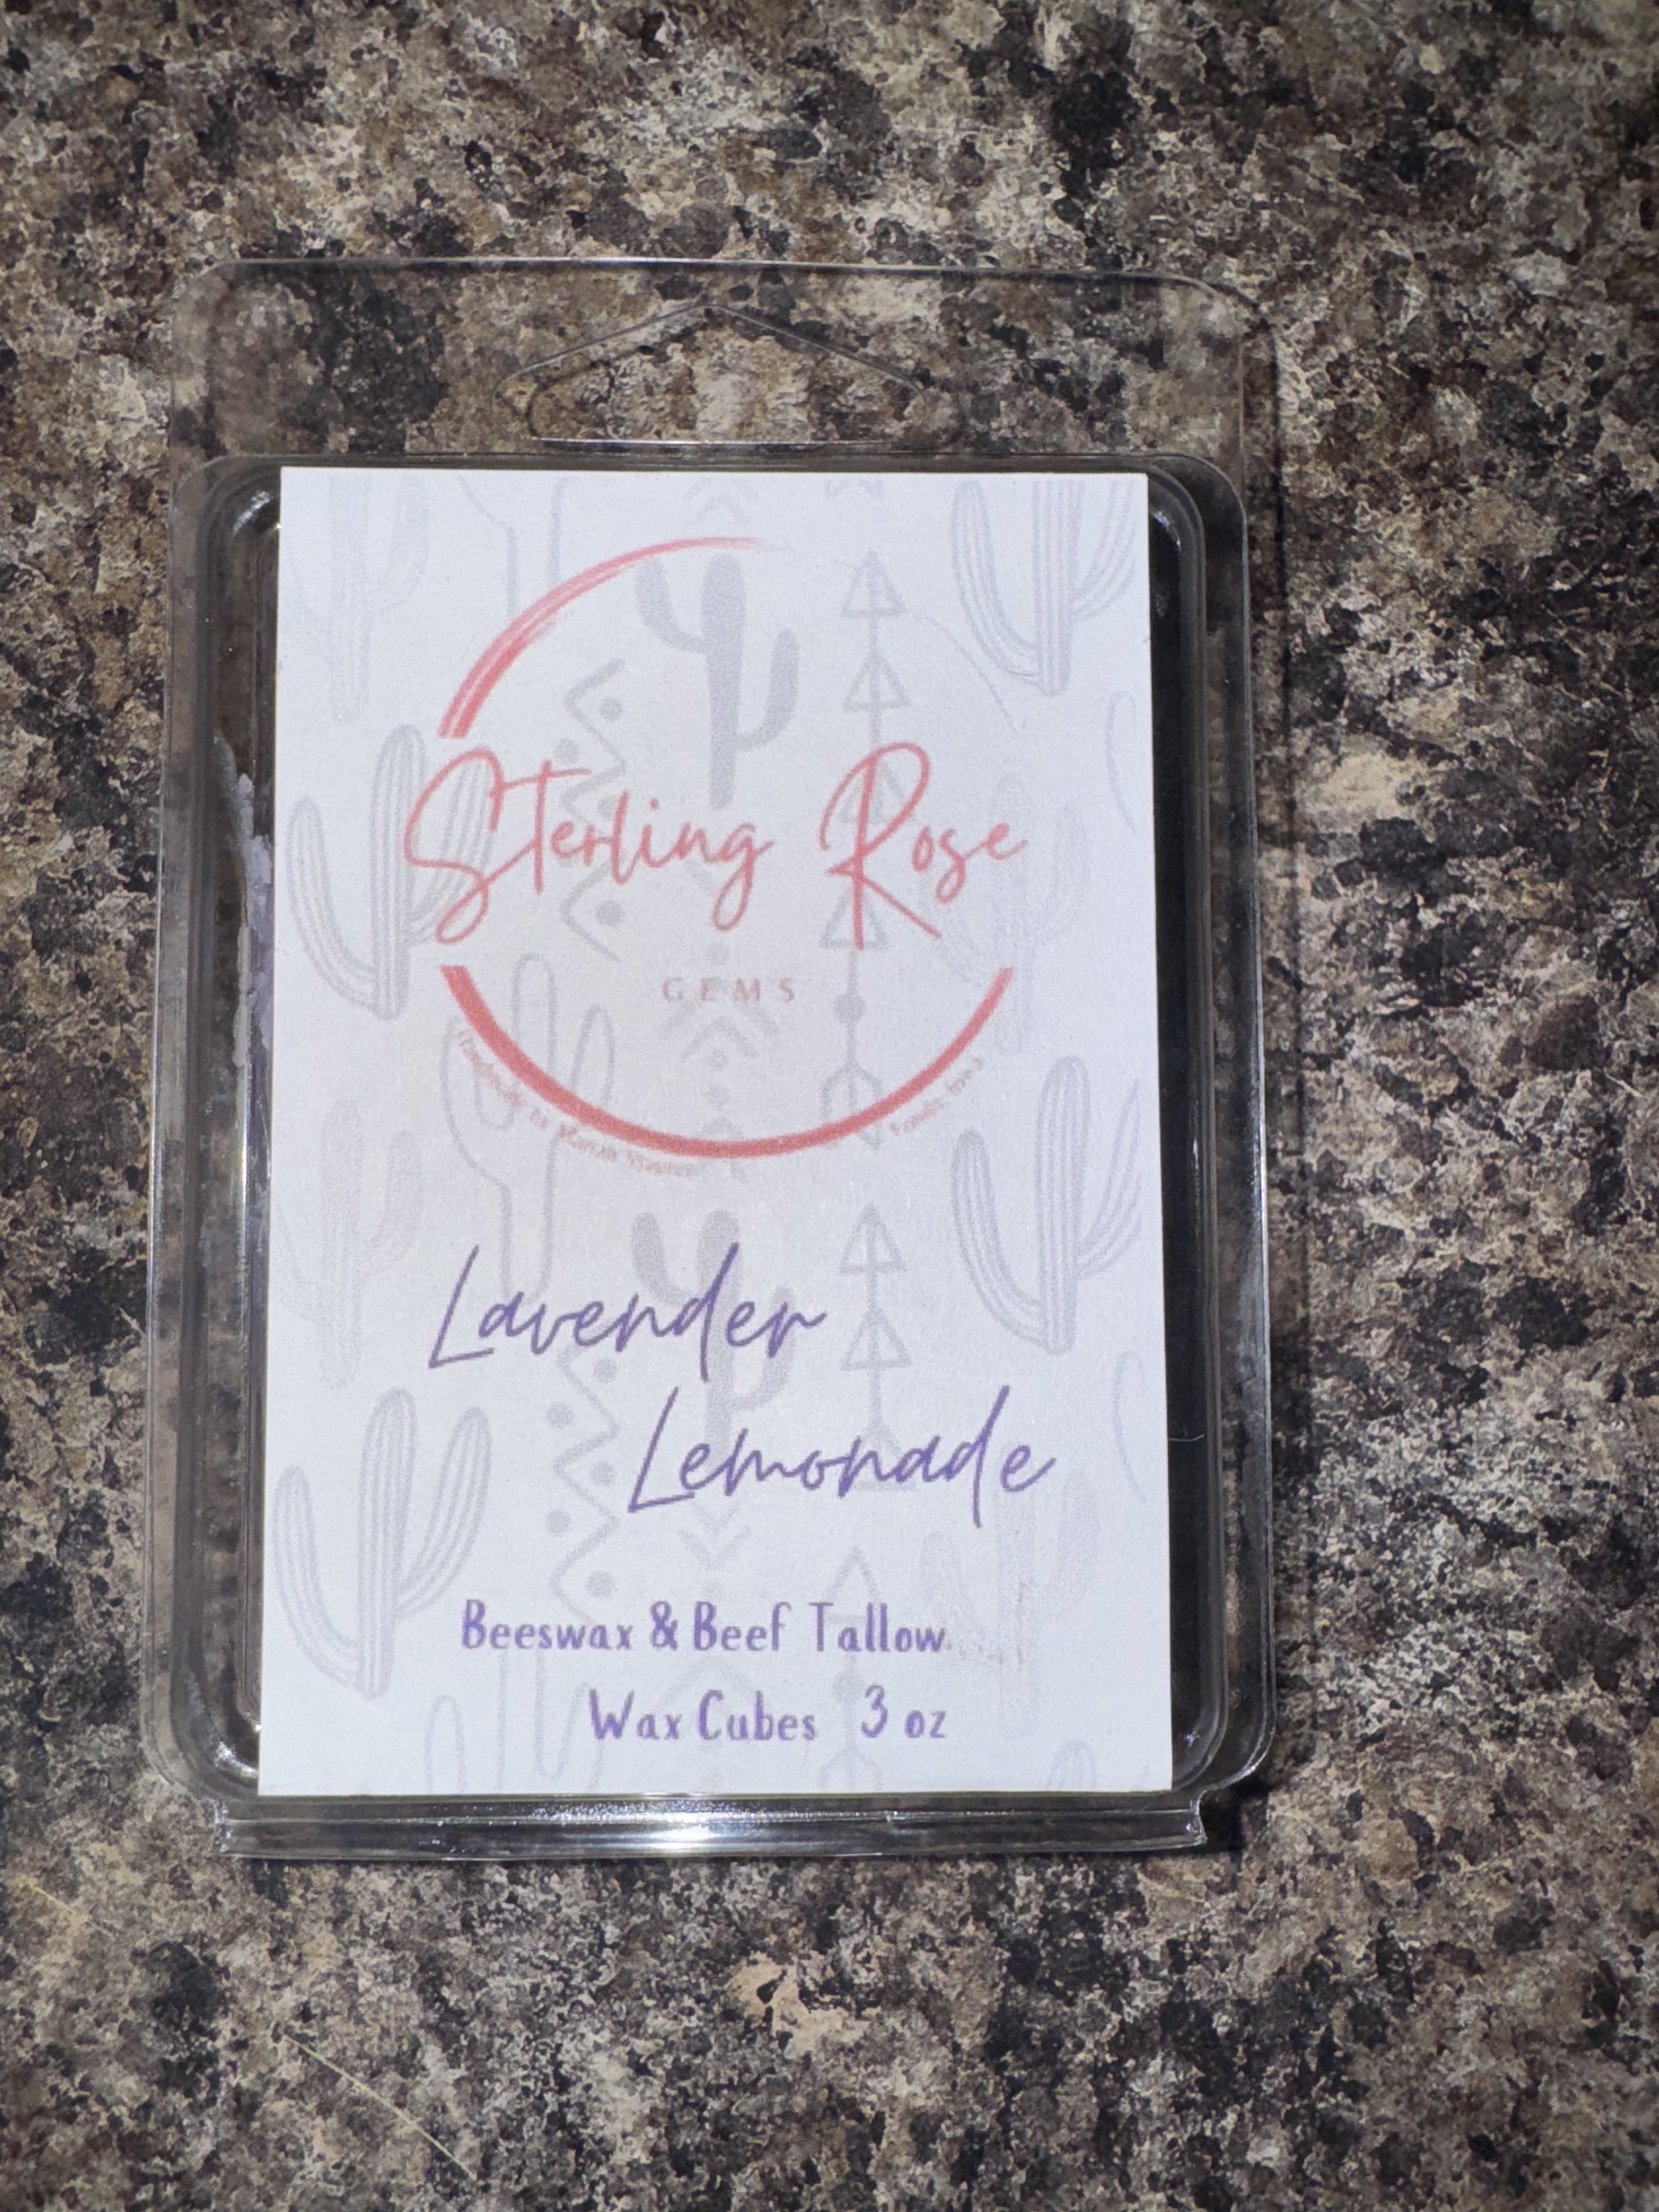 Sterling Rose
GEMS
Lavender
Lemonade
Beeswax & Beef Tallow
Wax Cubes 3 oz